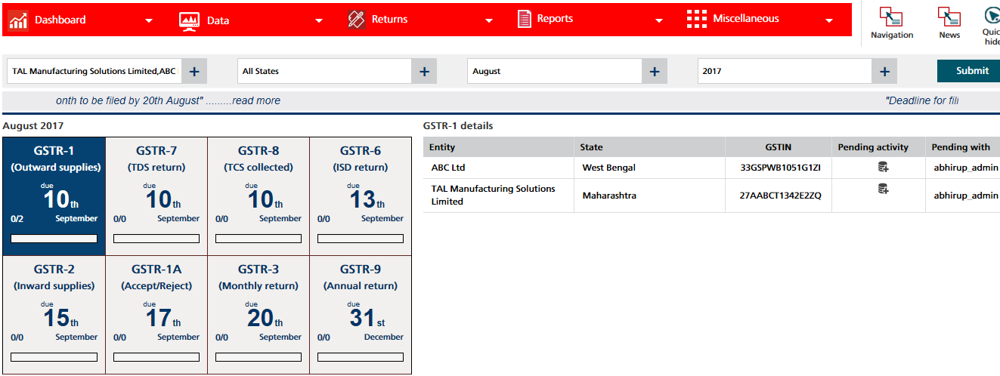 Dashboard Data Returns Reports Miscellaneous
Navigation News Quic
hide
TAL Manufacturing Solutions Limited,ABC + All States + August + 2017 + Submit
onth to be filed by 20th August" .........read more "Deadline for fili
August 2017
GSTR-1 GSTR-7 GSTR-8 GSTR-6
(Outward supplies) (TDS return) (TCS collected) (ISD return)
due due due due
10th 10th 10th 13th
0/2 September 0/0 September 0/0 September 0/0 September
GSTR-2 GSTR-1A GSTR-3 GSTR-9
(Inward supplies) (Accept/Reject) (Monthly return) (Annual return)
due due due due
15th 17th 20th 31st
0/0 September 0/0 September 0/0 September 0/0 December
GSTR-1 details
Entity State GSTIN Pending activity Pending with
ABC Ltd West Bengal 33GSPWB1051G1ZI abhirup_admin
TAL Manufacturing Solutions
Limited Maharashtra 27AABCT1342E2ZQ abhirup_admin